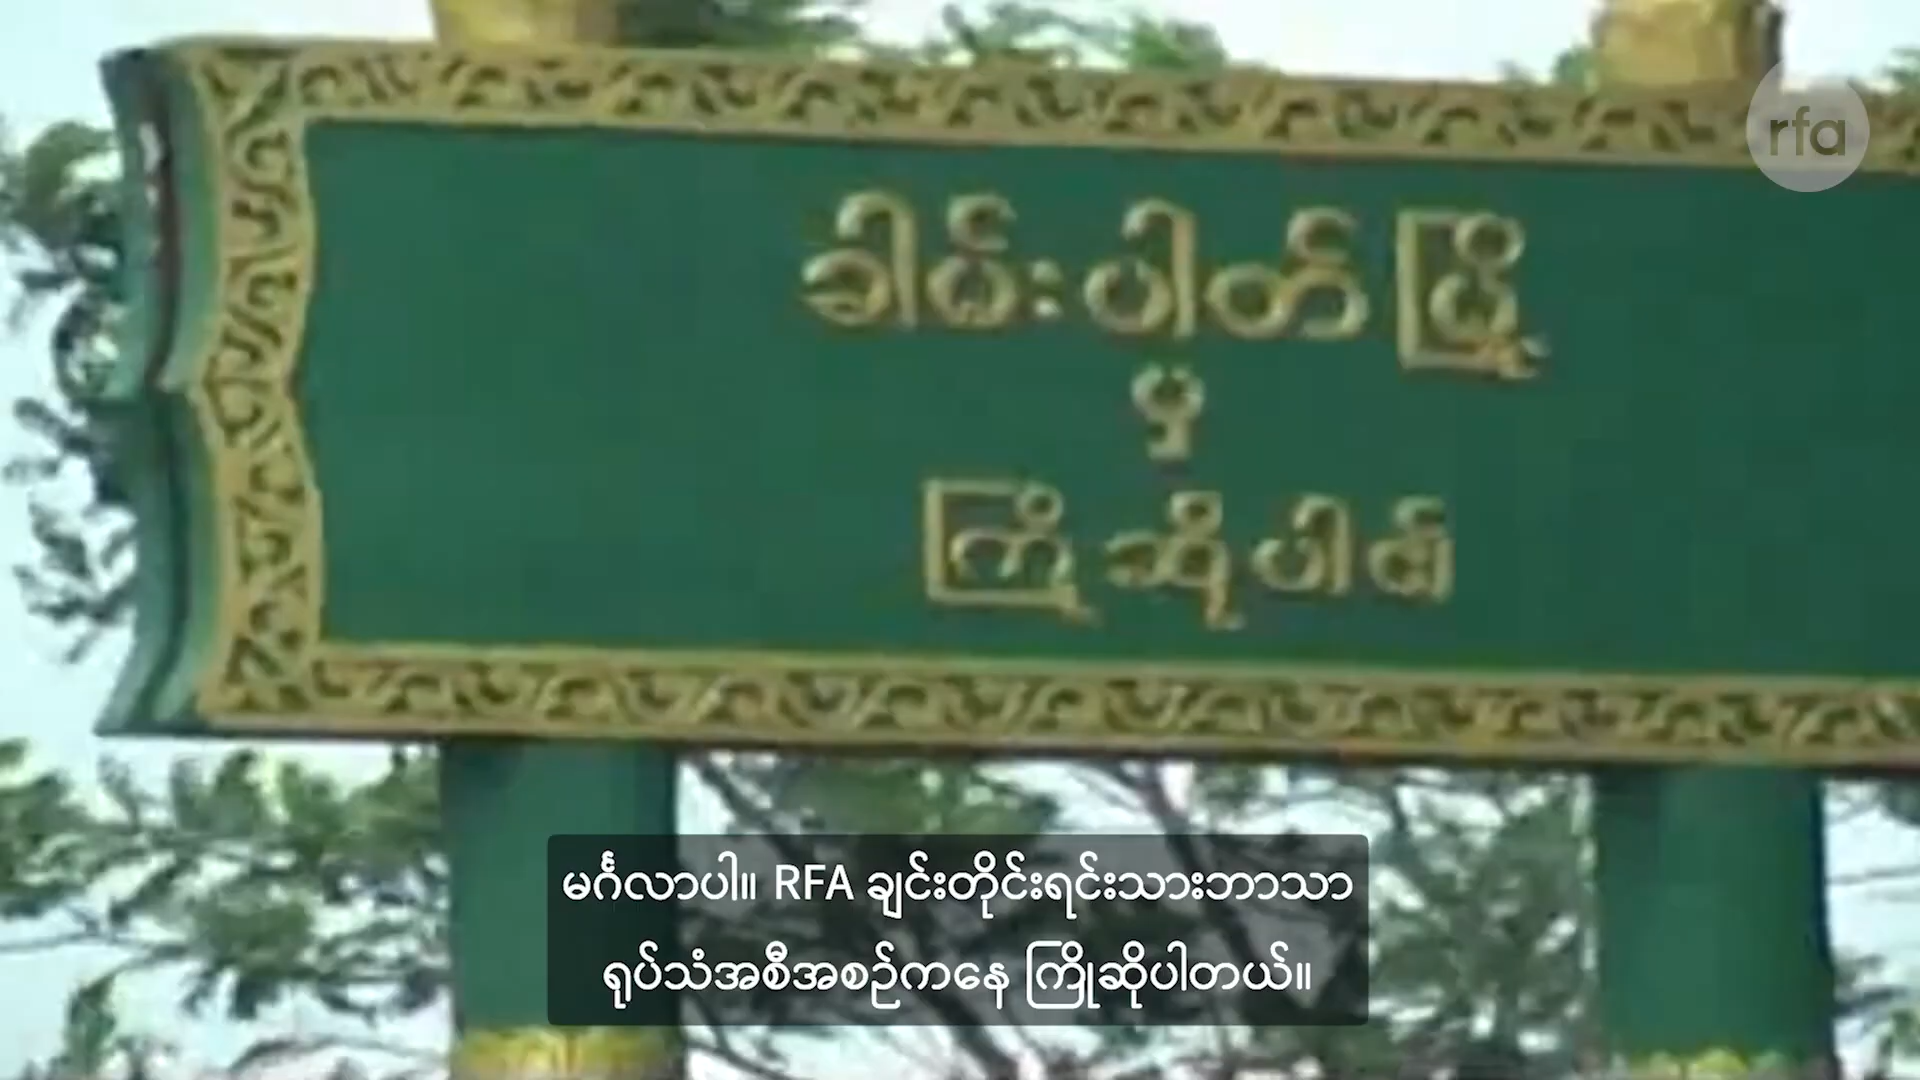 rfa
ခါမ်းပါတ်မြို့
မှ
ကြိုဆိုပါ၏
မင်္ဂလာပါ။ RFA ချင်းတိုင်းရင်းသားဘာသာ
ရုပ်သံအစီအစဉ်ကနေ ကြိုဆိုပါတယ်။